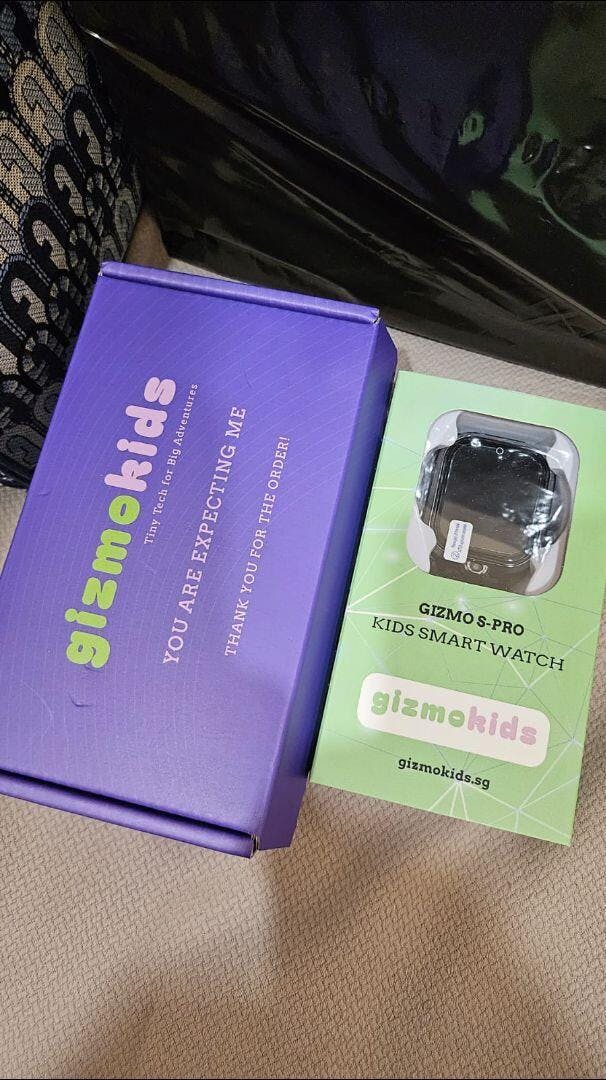 gizmokids
Tiny Tech for Big Adventures
YOU ARE EXPECTING ME
THANK YOU FOR THE ORDER!
GIZMO S-PRO
KIDS SMART WATCH
gizmokids
gizmokids.sg